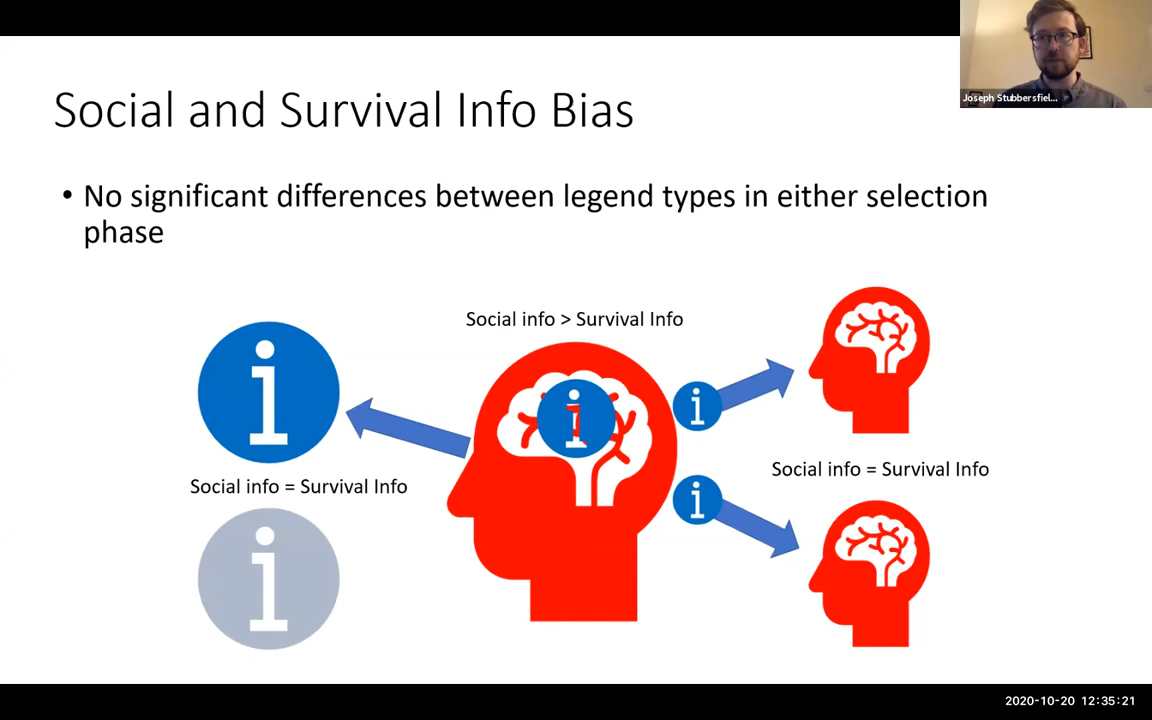 Joseph Stubbersfiel...
Social and Survival Info Bias
• No significant differences between legend types in either selection
phase
Social info > Survival Info
i
i
i
i
Social info = Survival Info
Social info = Survival Info
i
2020-10-20 12:35:21